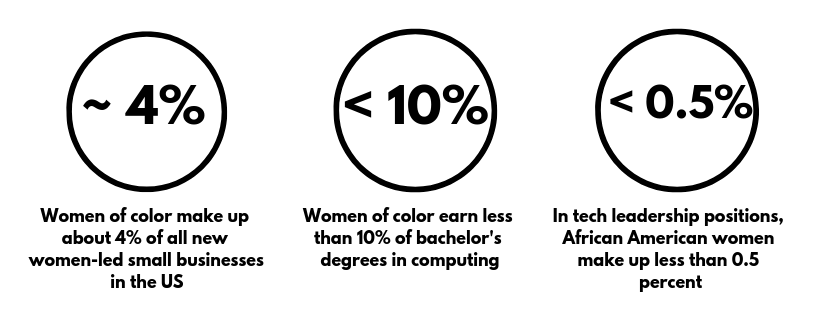 ~ 4%
Women of color make up
about 4% of all new
women-led small businesses
in the US
< 10%
Women of color earn less
than 10% of bachelor's
degrees in computing
< 0.5%
In tech leadership positions,
African American women
make up less than 0.5
percent